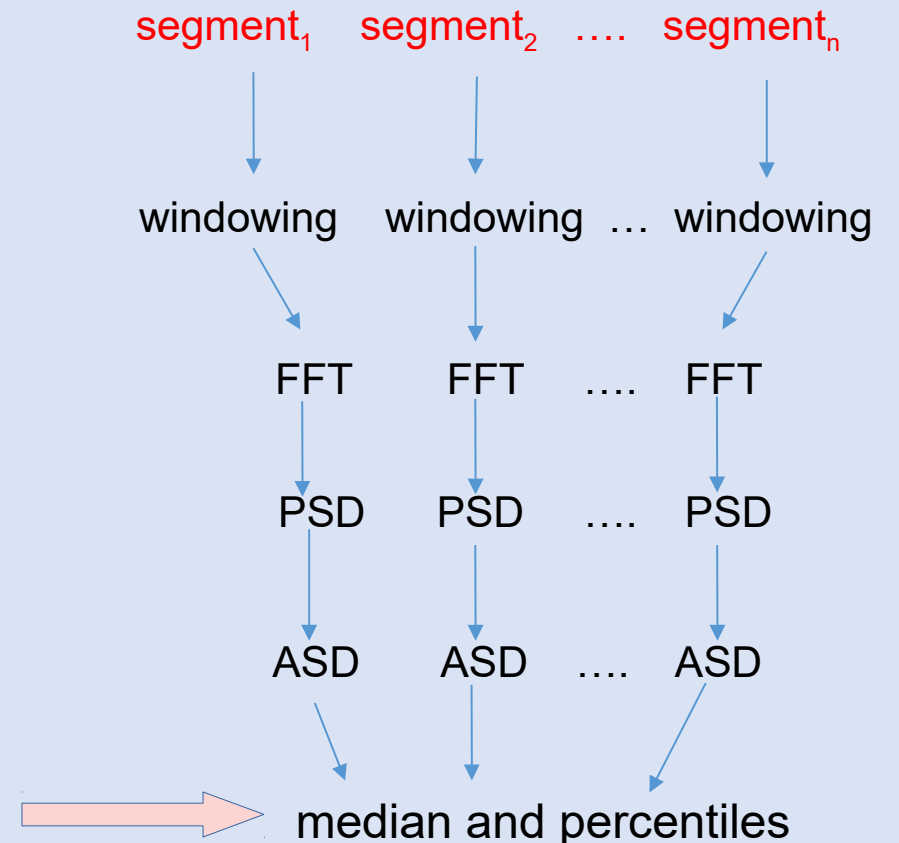 segment₁ segment₂ …. segmentₙ
windowing windowing … windowing
FFT FFT …. FFT
PSD PSD …. PSD
ASD ASD …. ASD
median and percentiles